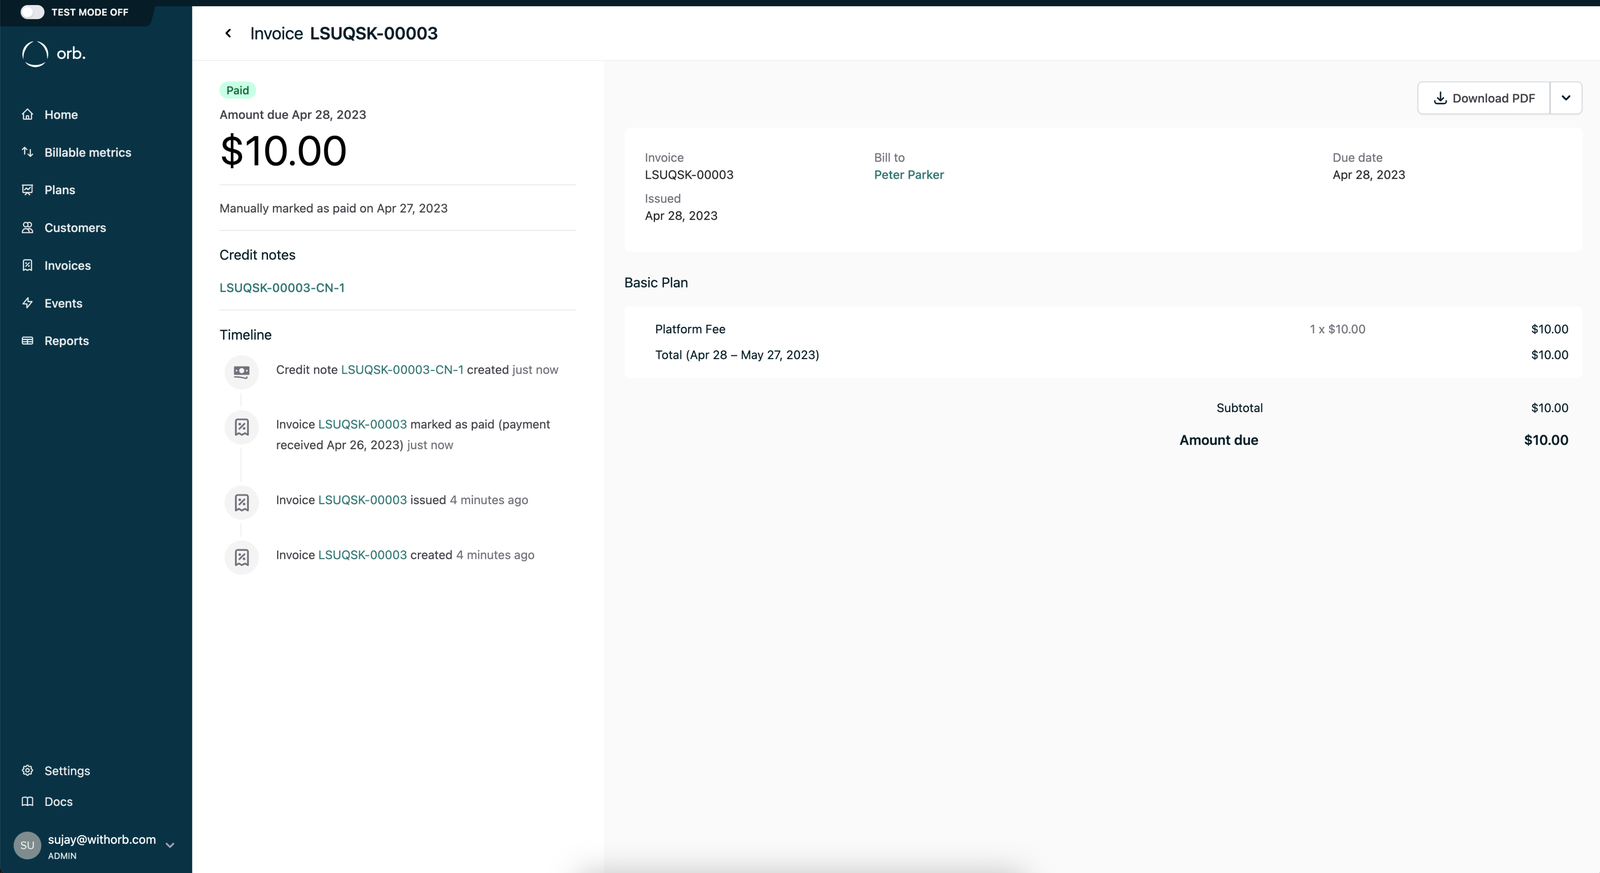 TEST MODE OFF
orb.
Home
Billable metrics
Plans
Customers
Invoices
Events
Reports
Settings
Docs
SU
sujay@withorb.com
ADMIN
Invoice LSUQSK-00003
Paid
Amount due Apr 28, 2023
$10.00
Manually marked as paid on Apr 27, 2023
Credit notes
LSUQSK-00003-CN-1
Timeline
Credit note LSUQSK-00003-CN-1 created just now
Invoice LSUQSK-00003 marked as paid (payment
received Apr 26, 2023) just now
Invoice LSUQSK-00003 issued 4 minutes ago
Invoice LSUQSK-00003 created 4 minutes ago
Download PDF
Invoice
LSUQSK-00003
Issued
Apr 28, 2023
Bill to
Peter Parker
Due date
Apr 28, 2023
Basic Plan
Platform Fee 1 x $10.00 $10.00
Total (Apr 28 – May 27, 2023) $10.00
Subtotal $10.00
Amount due $10.00